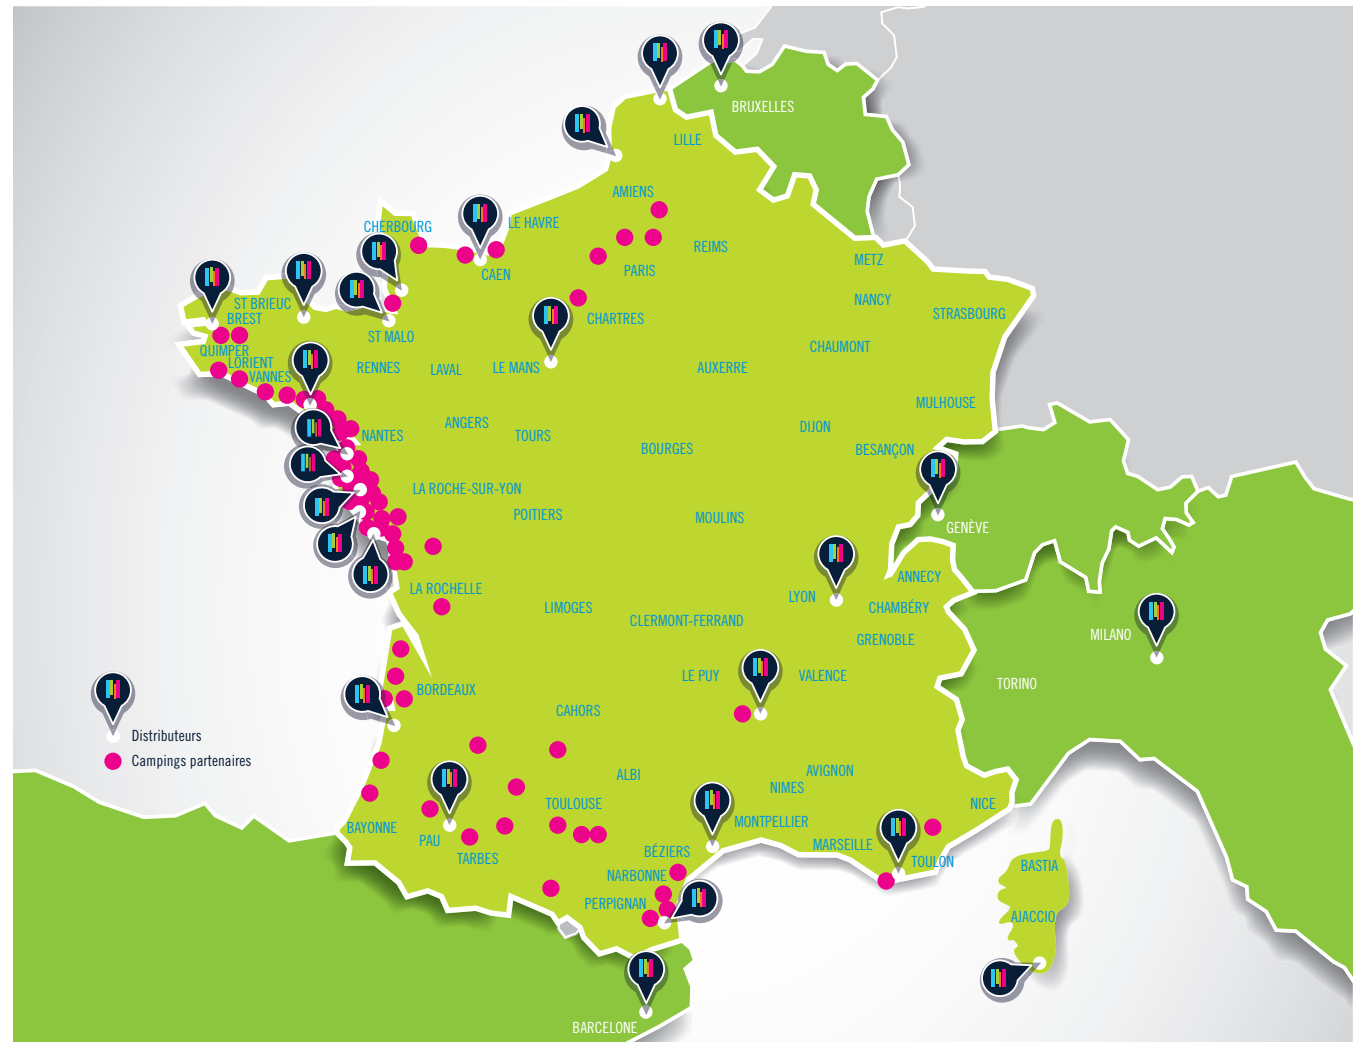 BRUXELLES
LILLE
AMIENS
CHERBOURG
LE HAVRE
REIMS
METZ
PARIS
CAEN
NANCY
ST BRIEUC
STRASBOURG
BREST
CHARTRES
ST MALO
CHAUMONT
QUIMPER
LORIENT
RENNES
LAVAL
LE MANS
AUXERRE
VANNES
MULHOUSE
ANGERS
DIJON
NANTES
TOURS
BOURGES
BESANÇON
LA ROCHE-SUR-YON
POITIERS
MOULINS
GENÈVE
ANNECY
LA ROCHELLE
LYON
LIMOGES
CHAMBÉRY
CLERMONT-FERRAND
MILANO
GRENOBLE
LE PUY
VALENCE
TORINO
BORDEAUX
CAHORS
Distributeurs
Campings partenaires
AVIGNON
ALBI
NIMES
TOULOUSE
NICE
MONTPELLIER
BAYONNE
PAU
MARSEILLE
BÉZIERS
TARBES
TOULON
BASTIA
NARBONNE
PERPIGNAN
AJACCIO
BARCELONE